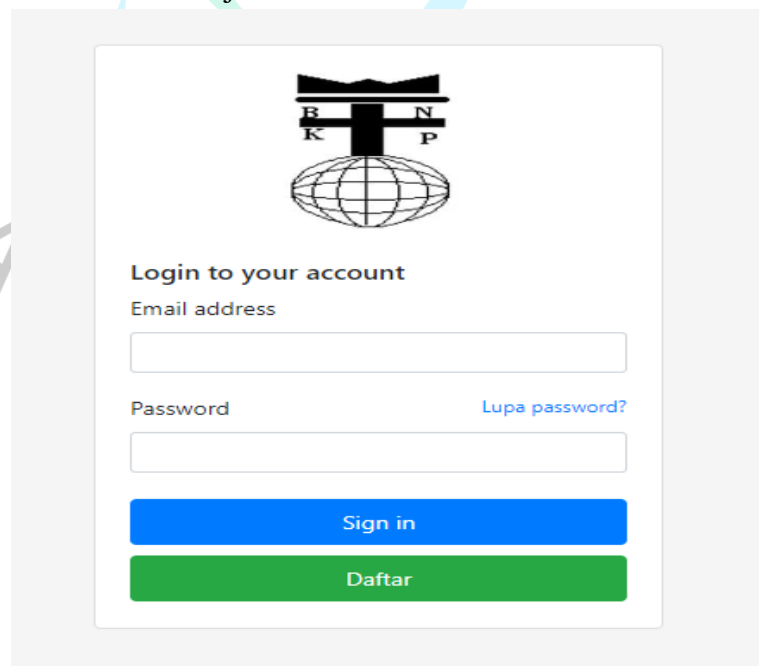 B N
K P
Login to your account
Email address
Password Lupa password?
Sign in
Daftar